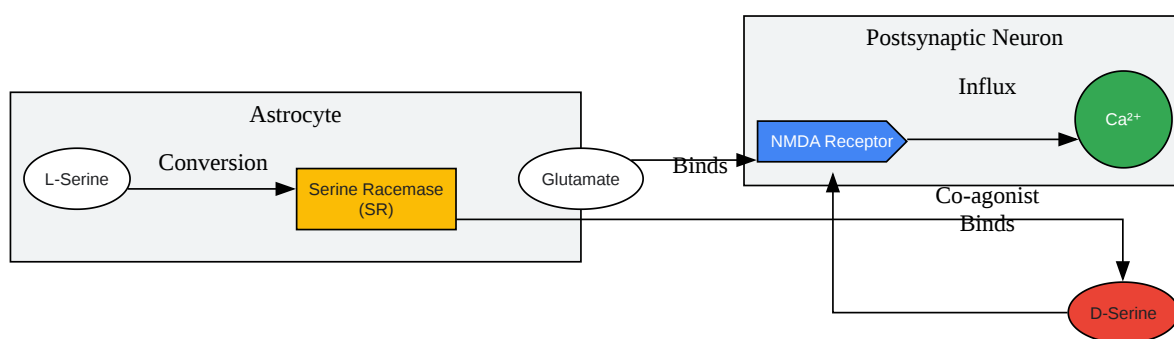 Postsynaptic Neuron
Influx
Ca²⁺
NMDA Receptor
Astrocyte
Conversion
L-Serine
Serine Racemase
(SR)
Glutamate
Binds
Co-agonist
Binds
D-Serine